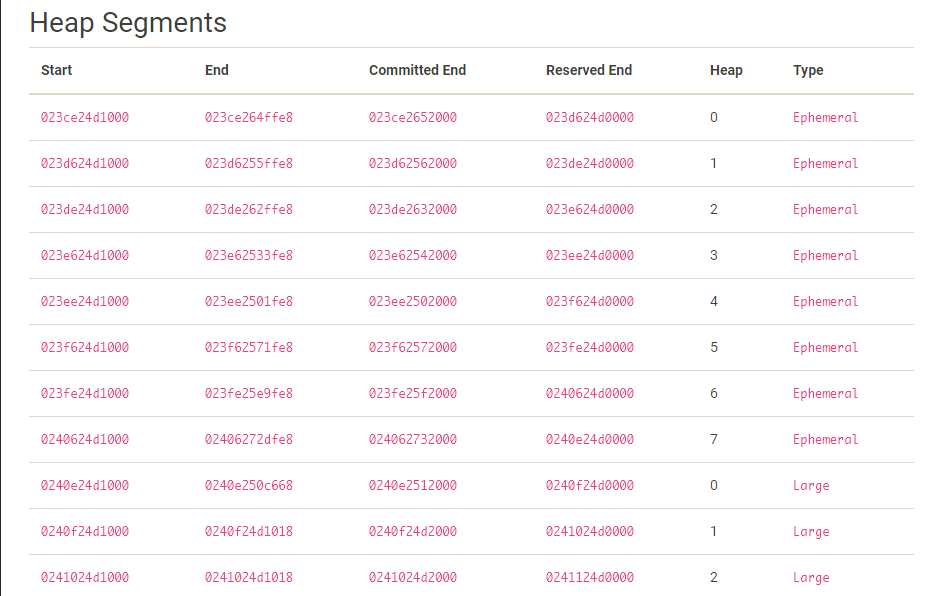 Heap Segments
Start End Committed End Reserved End Heap Type
023ce24d1000 023ce264ffe8 023ce2652000 023d624d0000 0 Ephemeral
023d624d1000 023d6255ffe8 023d62562000 023de24d0000 1 Ephemeral
023de24d1000 023de262ffe8 023de2632000 023e624d0000 2 Ephemeral
023e624d1000 023e62533fe8 023e62542000 023ee24d0000 3 Ephemeral
023ee24d1000 023ee2501fe8 023ee2502000 023f624d0000 4 Ephemeral
023f624d1000 023f62571fe8 023f62572000 023fe24d0000 5 Ephemeral
023fe24d1000 023fe25e9fe8 023fe25f2000 0240624d0000 6 Ephemeral
0240624d1000 02406272dfe8 024062732000 0240e24d0000 7 Ephemeral
0240e24d1000 0240e250c668 0240e2512000 0240f24d0000 0 Large
0240f24d1000 0240f24d1018 0240f24d2000 0241024d0000 1 Large
0241024d1000 0241024d1018 0241024d2000 0241124d0000 2 Large